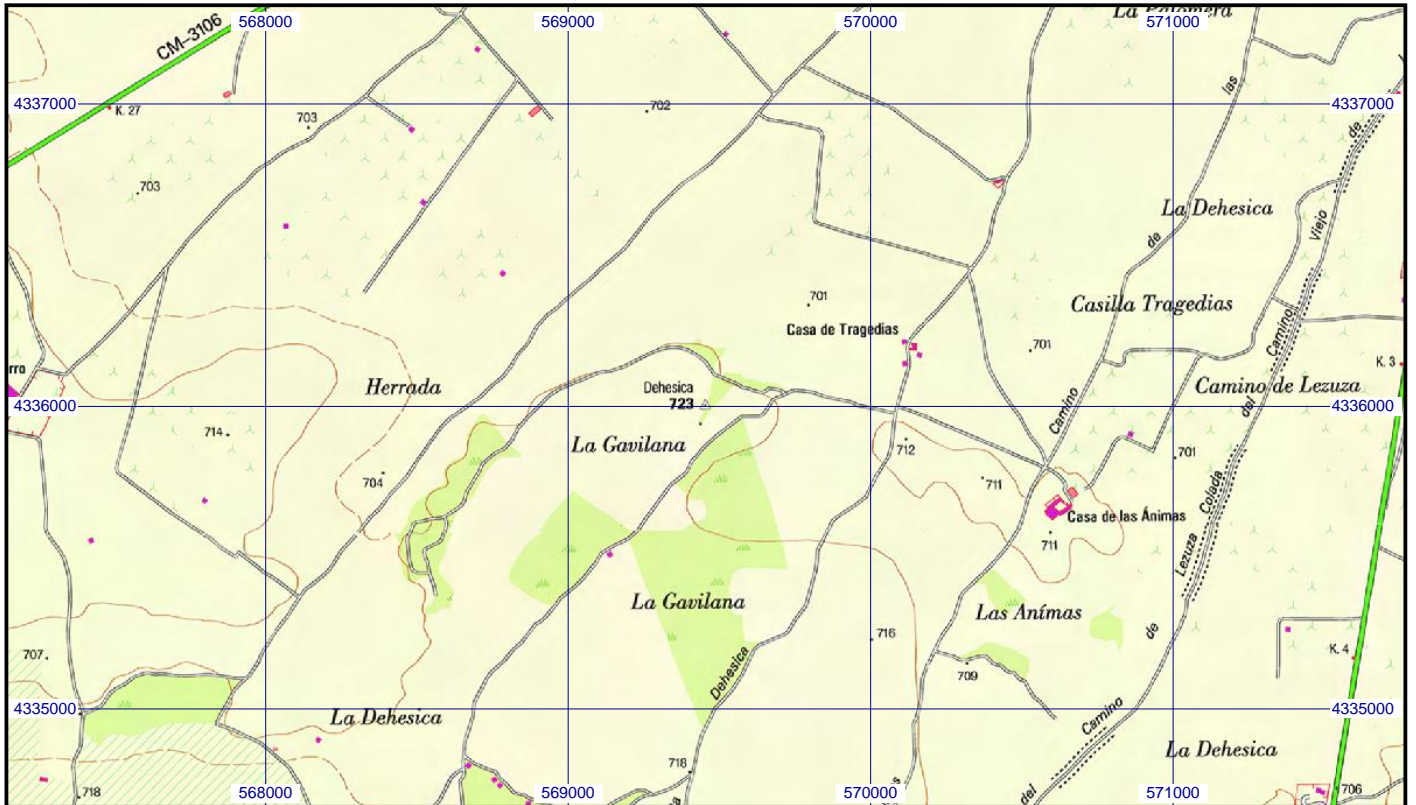 La Palomera
568000
569000
570000
571000
CM-3106
las
4337000
K. 27
703
702
4337000
de
703
La Dehesica
Viejo
de
701
Casilla Tragedias
Casa de Tragedias
701
Camino
K. 3
rro
Herrada
Dehesica
723
Camino de Lezuza
4336000
4336000
Camino
del
714
La Gavilana
712
701
704
711
Colada
Casa de las Ánimas
711
Lezuza
La Gavilana
Las Anímas
716
de
707
K. 4
709
Dehesica
4335000
La Dehesica
4335000
Camino
La Dehesica
718
718
568000
569000
570000
571000
706
del